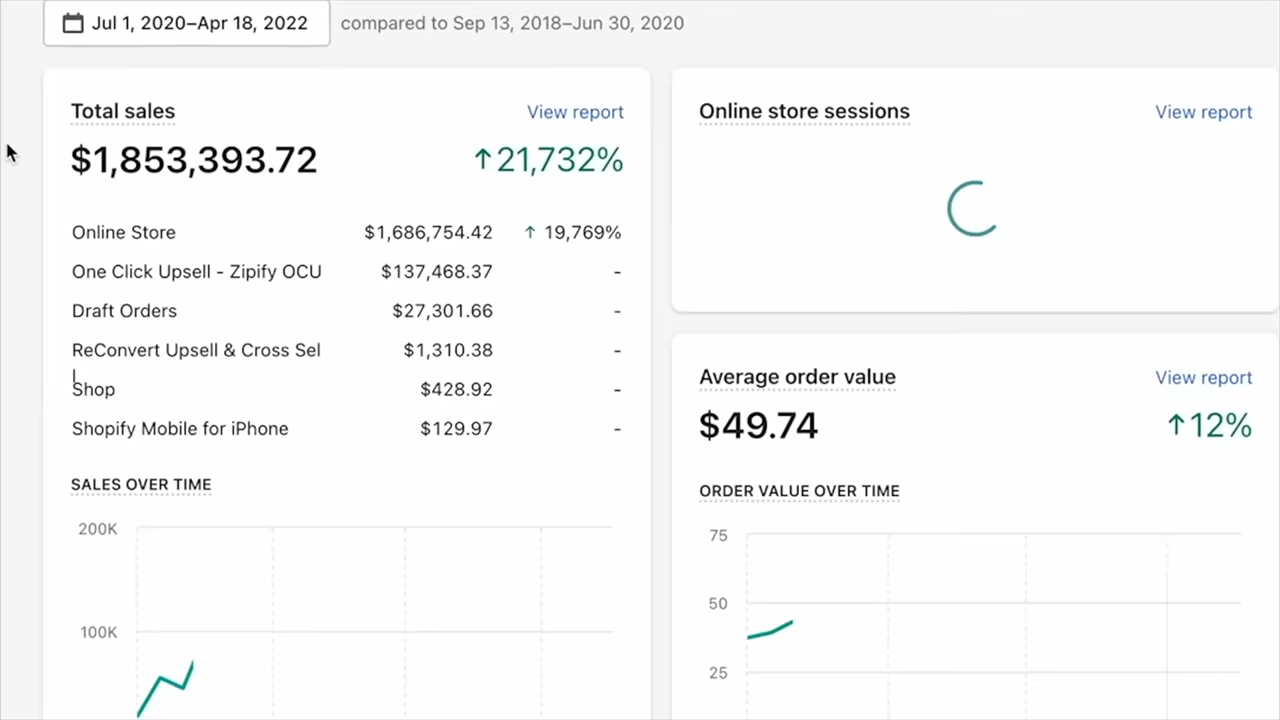 Jul 1, 2020–Apr 18, 2022 compared to Sep 13, 2018–Jun 30, 2020
Total sales View report
$1,853,393.72 ↑21,732%
Online Store $1,686,754.42 ↑ 19,769%
One Click Upsell - Zipify OCU $137,468.37 -
Draft Orders $27,301.66 -
ReConvert Upsell & Cross Sel $1,310.38 -
l
Shop $428.92 -
Shopify Mobile for iPhone $129.97 -
SALES OVER TIME
200K
100K
Online store sessions View report
Average order value View report
$49.74 ↑12%
ORDER VALUE OVER TIME
75
50
25